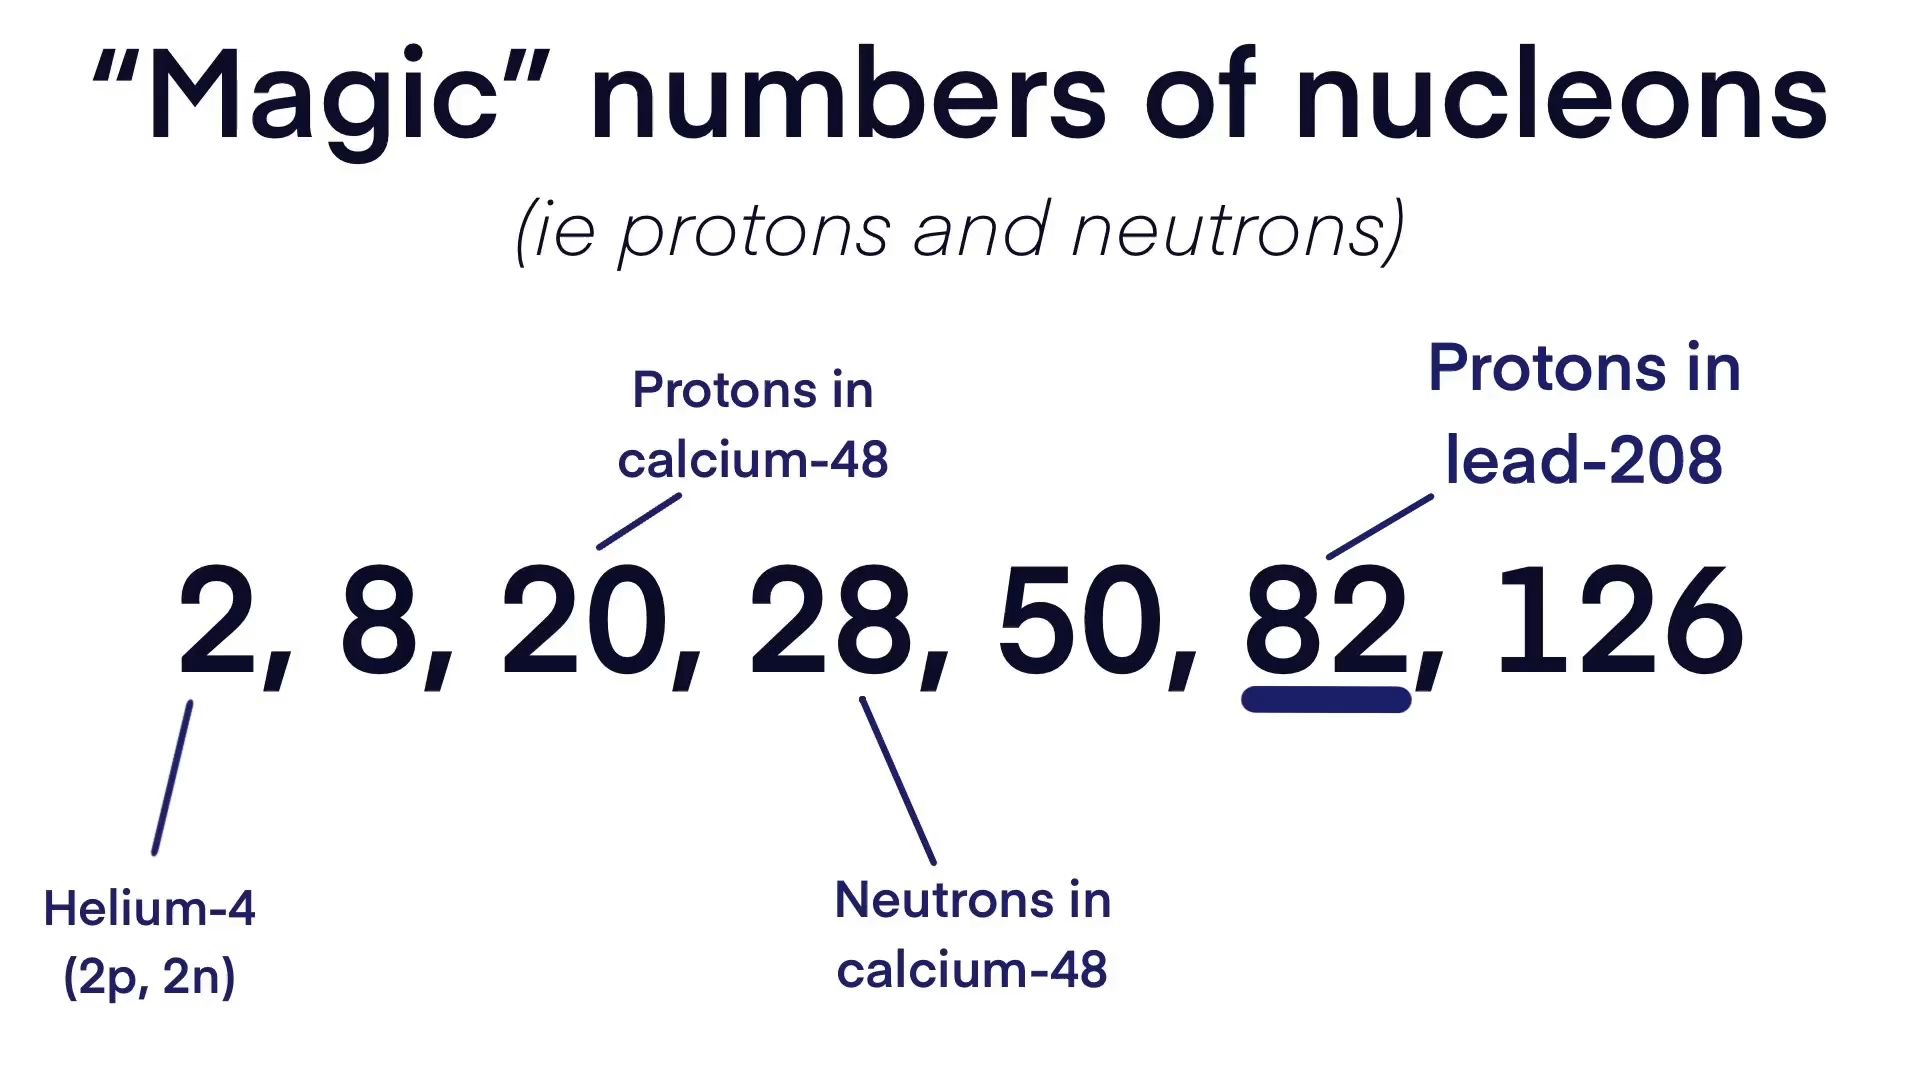 “Magic” numbers of nucleons
(ie protons and neutrons)
Protons in
calcium-48
Protons in
lead-208
2, 8, 20, 28, 50, 82, 126
Helium-4
(2p, 2n)
Neutrons in
calcium-48